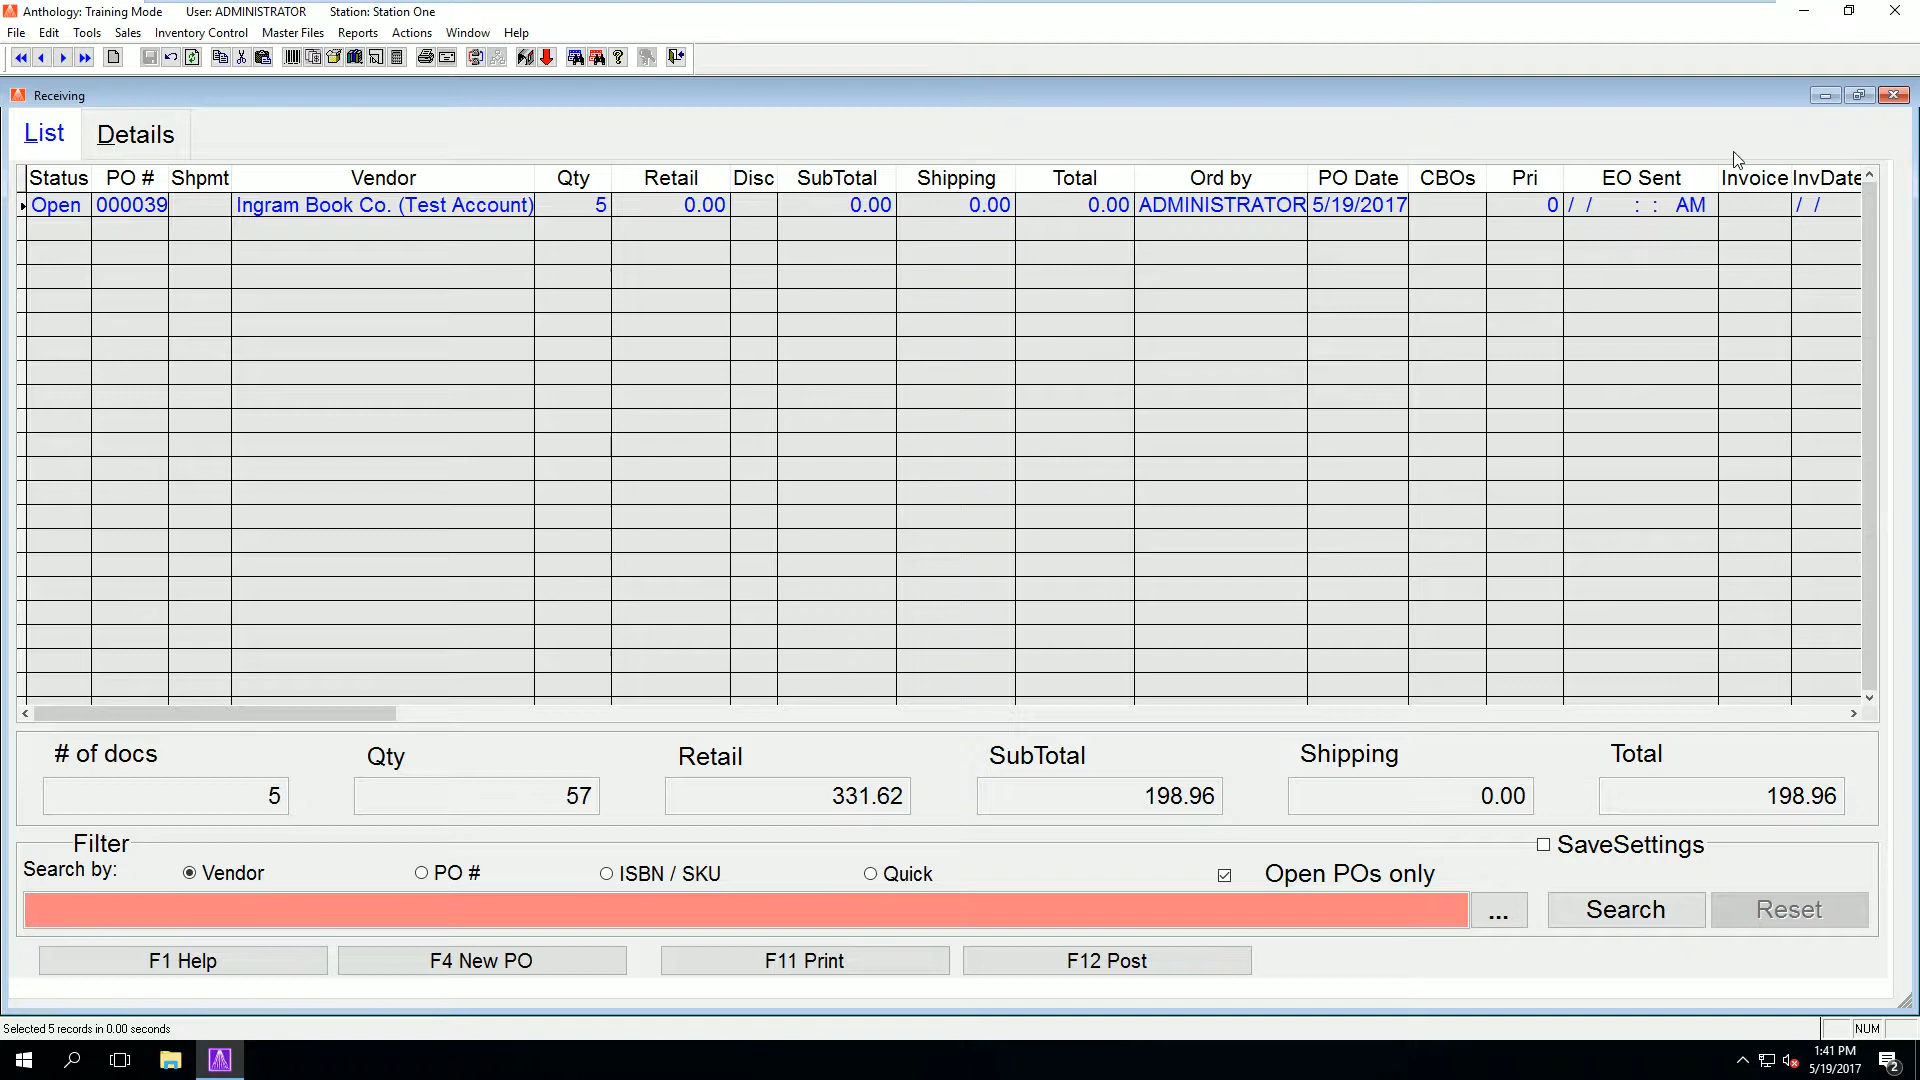 Anthology: Training Mode User: ADMINISTRATOR Station: Station One
File Edit Tools Sales Inventory Control Master Files Reports Actions Window Help
Receiving
List Details
Status PO # Shpmt Vendor Qty Retail Disc SubTotal Shipping Total Ord by PO Date CBOs Pri EO Sent Invoice InvDate
Open 000039 Ingram Book Co. (Test Account) 5 0.00 0.00 0.00 0.00 ADMINISTRATOR 5/19/2017 0 / / : : AM / /
# of docs Qty Retail SubTotal Shipping Total
5 57 331.62 198.96 0.00 198.96
Filter SaveSettings
Search by: Vendor PO # ISBN / SKU Quick Open POs only
... Search Reset
F1 Help F4 New PO F11 Print F12 Post
Selected 5 records in 0.00 seconds NUM
1:41 PM
5/19/2017 2